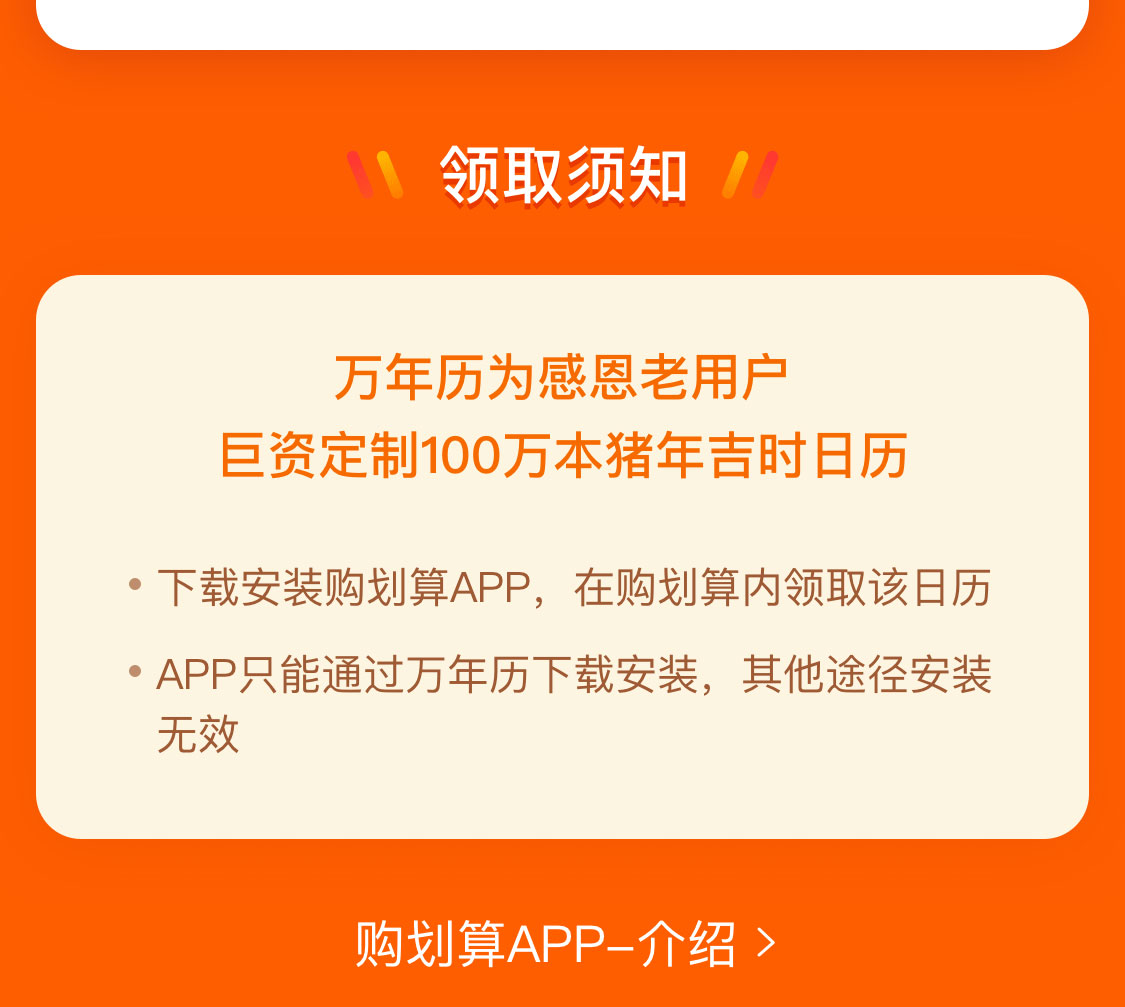 领取须知
万年历为感恩老用户
巨资定制100万本猪年吉时日历
• 下载安装购划算APP，在购划算内领取该日历
• APP只能通过万年历下载安装，其他途径安装
无效
购划算APP-介绍 >